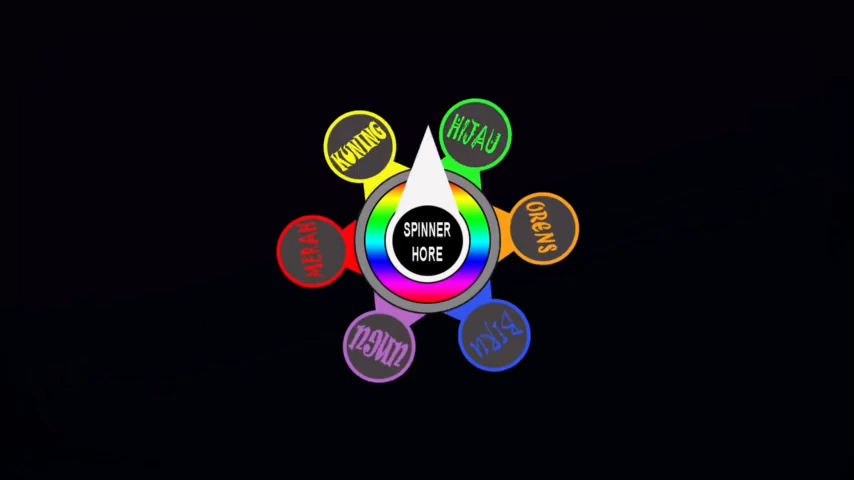 KUNING
HIJAU
MERAH
SPINNER
HORE
ORENS
UNGU
BIRU